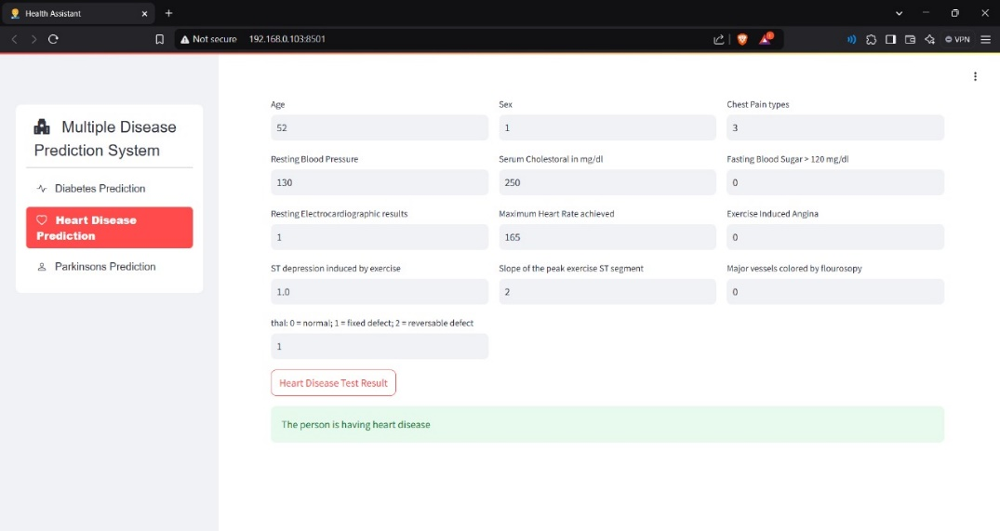 Health Assistant
Not secure 192.168.0.103:8501
VPN
Multiple Disease
Prediction System
Diabetes Prediction
Heart Disease
Prediction
Parkinsons Prediction
Age Sex Chest Pain types
52 1 3
Resting Blood Pressure Serum Cholestoral in mg/dl Fasting Blood Sugar > 120 mg/dl
130 250 0
Resting Electrocardiographic results Maximum Heart Rate achieved Exercise Induced Angina
1 165 0
ST depression induced by exercise Slope of the peak exercise ST segment Major vessels colored by flourosopy
1.0 2 0
thal: 0 = normal; 1 = fixed defect; 2 = reversable defect
1
Heart Disease Test Result
The person is having heart disease